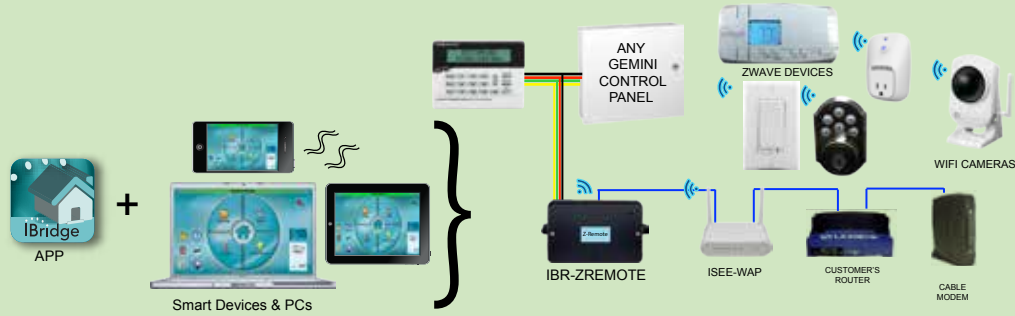 IBridge
APP
+
Smart Devices & PCs
ANY
GEMINI
CONTROL
PANEL
ZWAVE DEVICES
WIFI CAMERAS
Z-Remote
IBR-ZREMOTE
ISEE-WAP
CUSTOMER'S
ROUTER
CABLE
MODEM